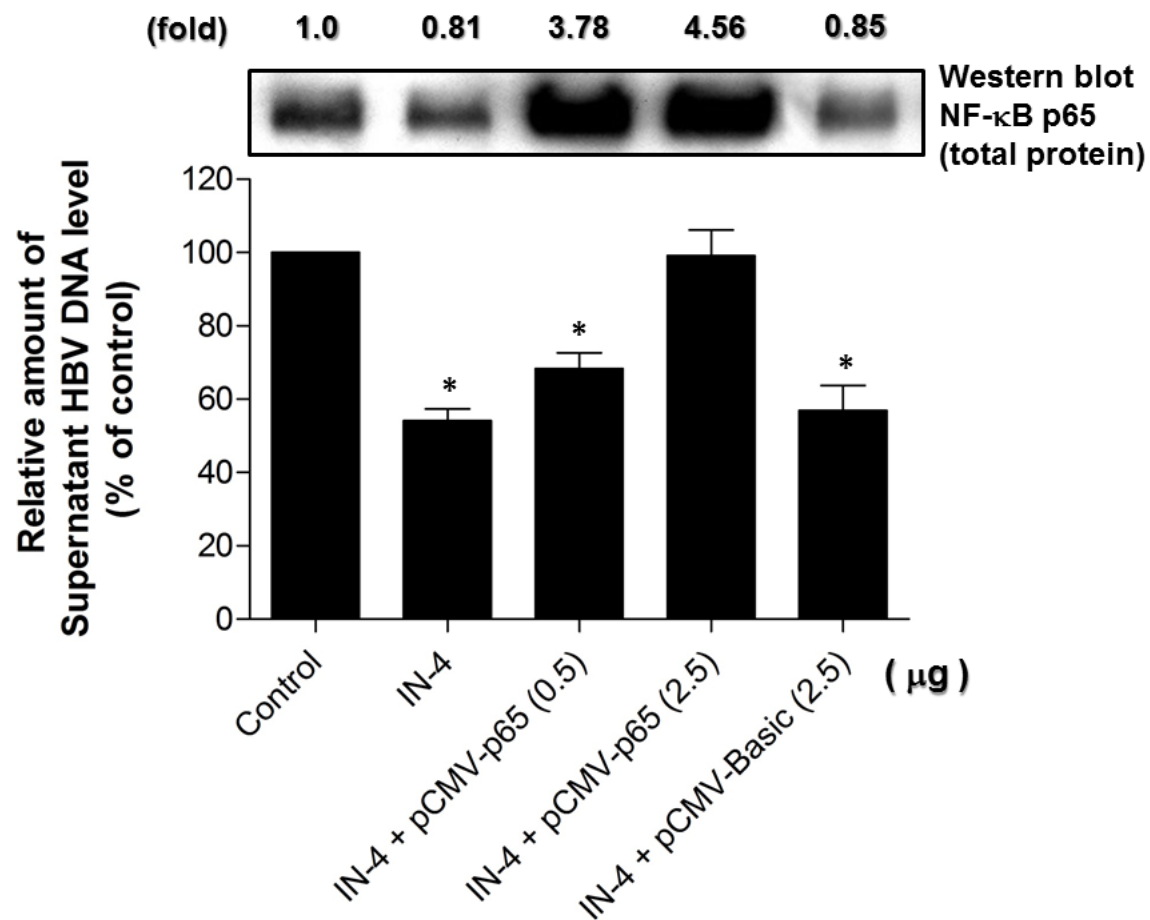 (fold) 1.0 0.81 3.78 4.56 0.85
Western blot
NF-κB p65
(total protein)
Relative amount of
Supernatant HBV DNA level
(% of control)
120
100
80
60
40
20
0
*
*
*
Control
IN-4
IN-4 + pCMV-p65 (0.5)
IN-4 + pCMV-p65 (2.5)
IN-4 + pCMV-Basic (2.5)
( μg )